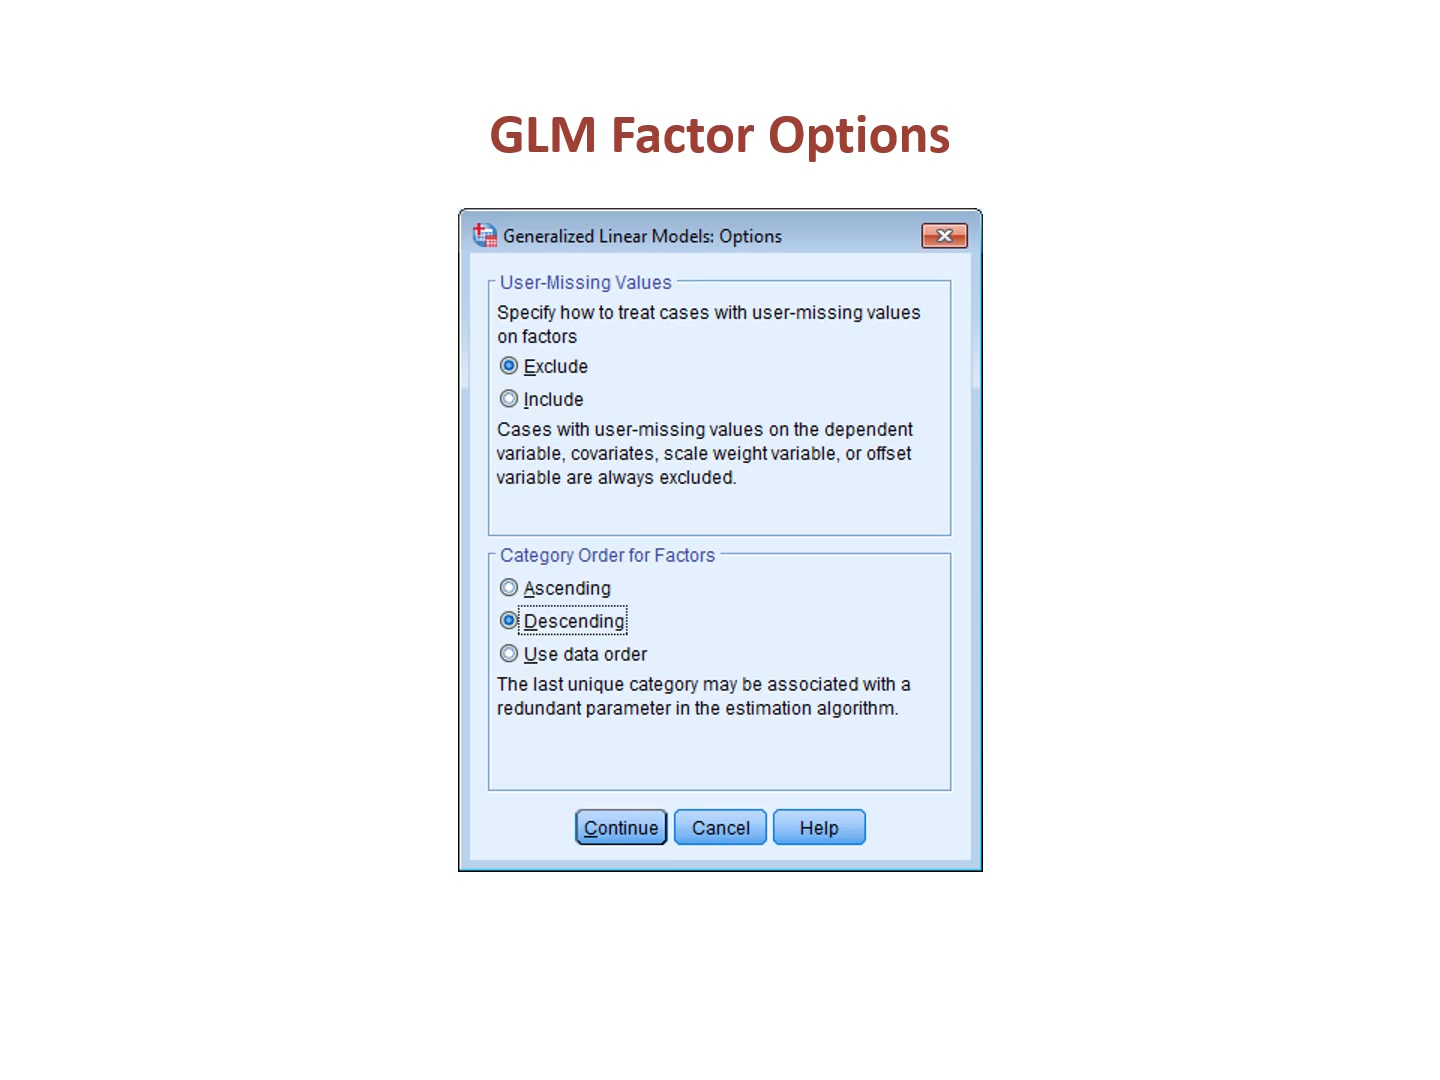 GLM Factor Options
Generalized Linear Models: Options
User-Missing Values
Specify how to treat cases with user-missing values
on factors
Exclude
Include
Cases with user-missing values on the dependent
variable, covariates, scale weight variable, or offset
variable are always excluded.
Category Order for Factors
Ascending
Descending
Use data order
The last unique category may be associated with a
redundant parameter in the estimation algorithm.
Continue Cancel Help